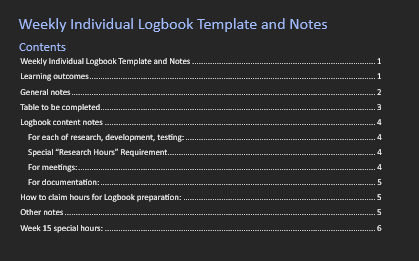 Weekly Individual Logbook Template and Notes
Contents
Weekly Individual Logbook Template and Notes ........ 1
Learning outcomes ........ 1
General notes ........ 2
Table to be completed ........ 3
Logbook content notes ........ 4
For each of research, development, testing: ........ 4
Special "Research Hours" Requirement ........ 4
For meetings: ........ 4
For documentation: ........ 5
How to claim hours for Logbook preparation: ........ 5
Other notes ........ 5
Week 15 special hours: ........ 6